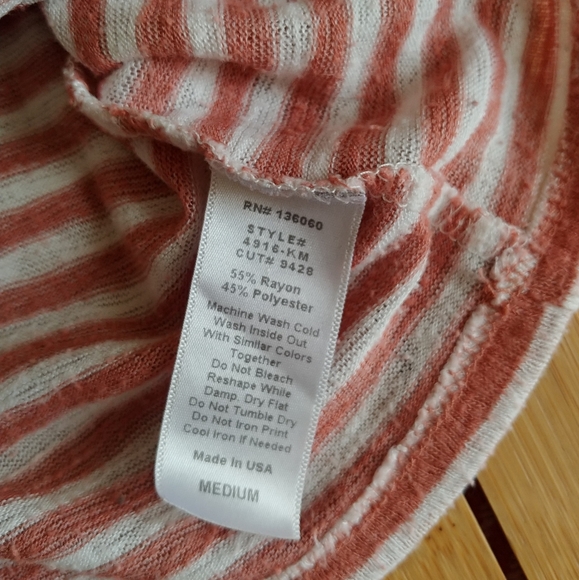 RN# 136060
STYLE#
4916-KM
CUT# 9428
55% Rayon
45% Polyester
Machine Wash Cold
Wash Inside Out
With Similar Colors
Together
Do Not Bleach
Reshape While
Damp. Dry Flat
Do Not Tumble Dry
Do Not Iron Print
Cool Iron If Needed
Made In USA
MEDIUM